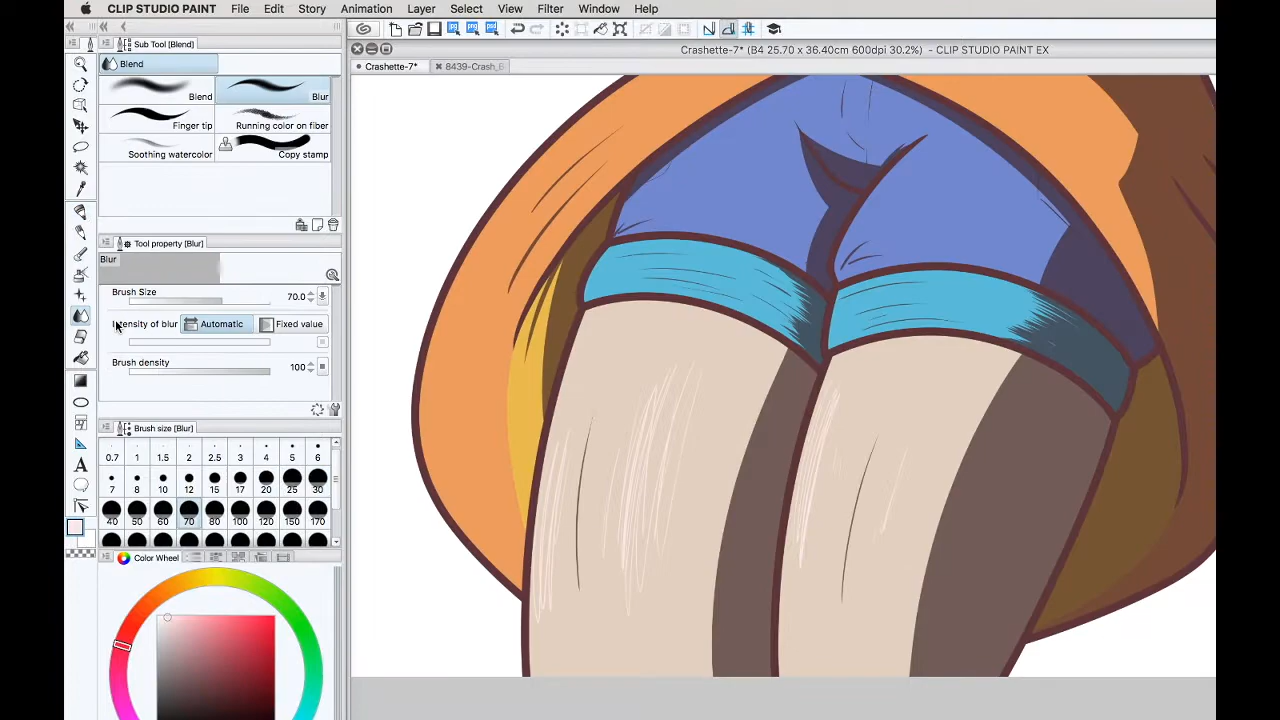 CLIP STUDIO PAINT File Edit Story Animation Layer Select View Filter Window Help
Sub Tool [Blend]
Crashette-7* (B4 25.70 x 36.40cm 600dpi 30.2%) - CLIP STUDIO PAINT EX
Blend
Crashette-7* 8439-Crash_B
Blend Blur
Finger tip Running color on fiber
Soothing watercolor Copy stamp
Tool property [Blur]
Blur
Brush Size 70.0
Intensity of blur Automatic Fixed value
Brush density 100
Brush size [Blur]
0.7 1 1.5 2 2.5 3 4 5 6
7 8 10 12 15 17 20 25 30
40 50 60 70 80 100 120 150 170
Color Wheel